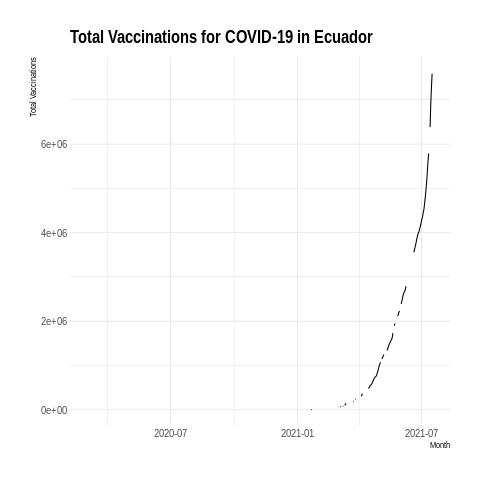 Total Vaccinations for COVID-19 in Ecuador
Total Vaccinations
6e+06
4e+06
2e+06
0e+00
2020-07
2021-01
2021-07
Month